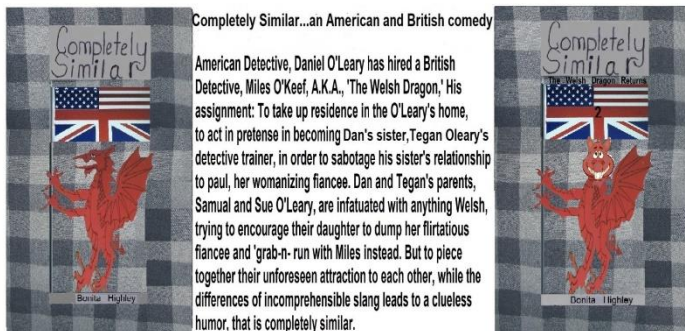 Completely
Similar
Bonita Highley
Completely Similar...an American and British comedy
American Detective, Daniel O'Leary has hired a British
Detective, Miles O'Keef, A.K.A., 'The Welsh Dragon,' His
assignment: To take up residence in the O'Leary's home,
to act in pretense in becoming Dan's sister,Tegan Oleary's
detective trainer, in order to sabotage his sister's relationship
to paul, her womanizing fiancee. Dan and Tegan's parents,
Samual and Sue O'Leary, are infatuated with anything Welsh,
trying to encourage their daughter to dump her flirtatious
fiancee and 'grab-n- run with Miles instead. But to piece
together their unforeseen attraction to each other, while the
differences of incomprehensible slang leads to a clueless
humor, that is completely similar.
Completely
Similar
The Welsh Dragon Returns
2
Bonita Highley